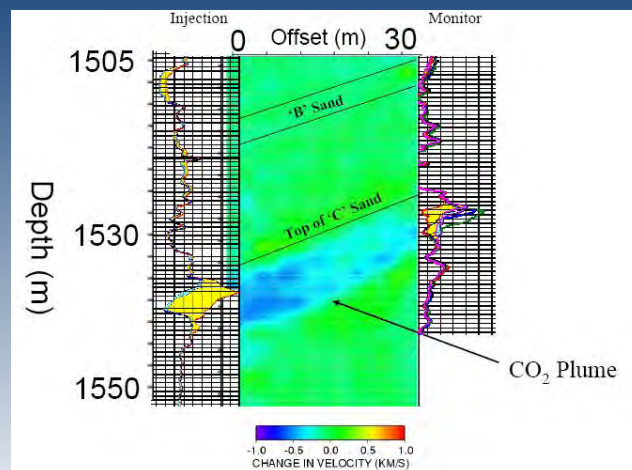 Injection
Monitor
0 Offset (m) 30
1505
'B' Sand
Top of 'C' Sand
Depth (m)
1530
CO₂ Plume
1550
-1.0 -0.5 0.0 0.5 1.0
CHANGE IN VELOCITY (KM/S)